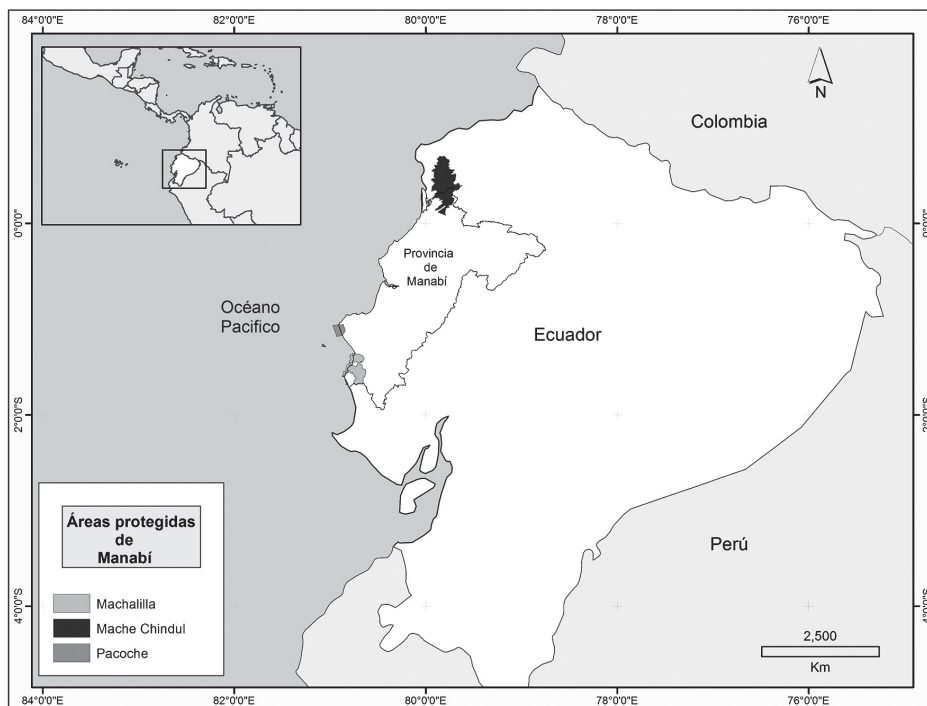 84°0'0"E 82°0'0"E 80°0'0"E 78°0'0"E 76°0'0"E
N
Colombia
0°0'0" 0°0'0"
Provincia
de
Manabí
Océano
Pacifico
Ecuador
2°0'0"S 2°0'0"S
Áreas protegidas
de
Manabí
Machalilla
Mache Chindul
Pacoche
Perú
4°0'0"S 4°0'0"S
2,500
Km
84°0'0"E 82°0'0"E 80°0'0"E 78°0'0"E 76°0'0"E